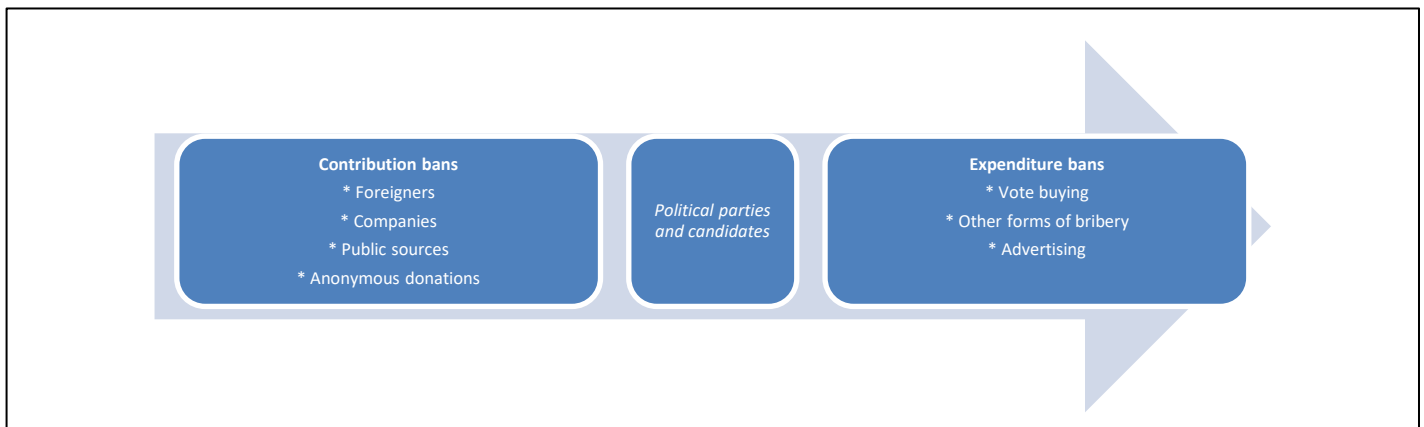 Contribution bans
* Foreigners
* Companies
* Public sources
* Anonymous donations
Political parties
and candidates
Expenditure bans
* Vote buying
* Other forms of bribery
* Advertising